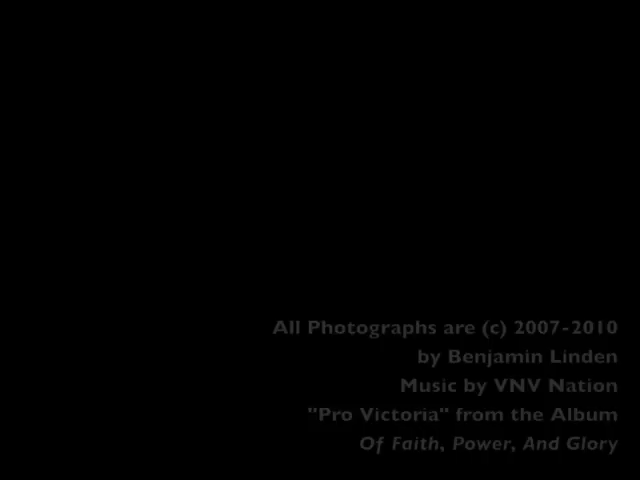 All Photographs are (c) 2007-2010
by Benjamin Linden
Music by VNV Nation
"Pro Victoria" from the Album
Of Faith, Power, And Glory